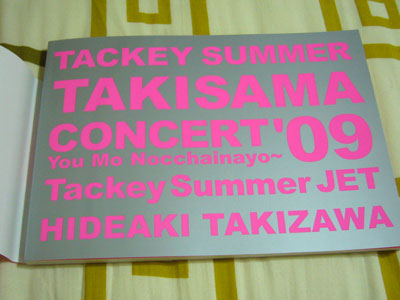 TACKEY SUMMER
TAKISAMA
CONCERT '09
You Mo Nocchainayo~
Tackey Summer JET
HIDEAKI TAKIZAWA